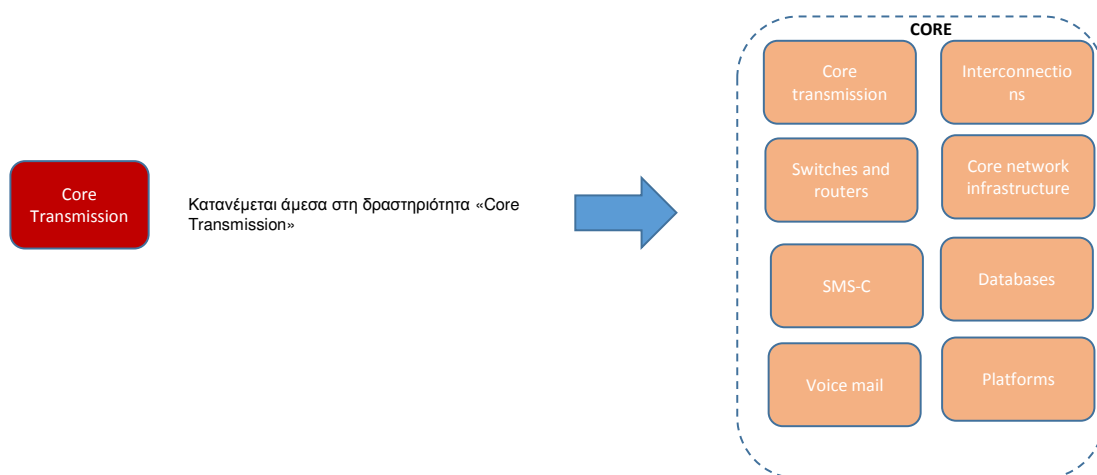 CORE
Core
transmission
Interconnectio
ns
Switches and
routers
Core network
infrastructure
Core
Transmission
Κατανέμεται άμεσα στη δραστηριότητα «Core
Transmission»
SMS-C
Databases
Voice mail
Platforms